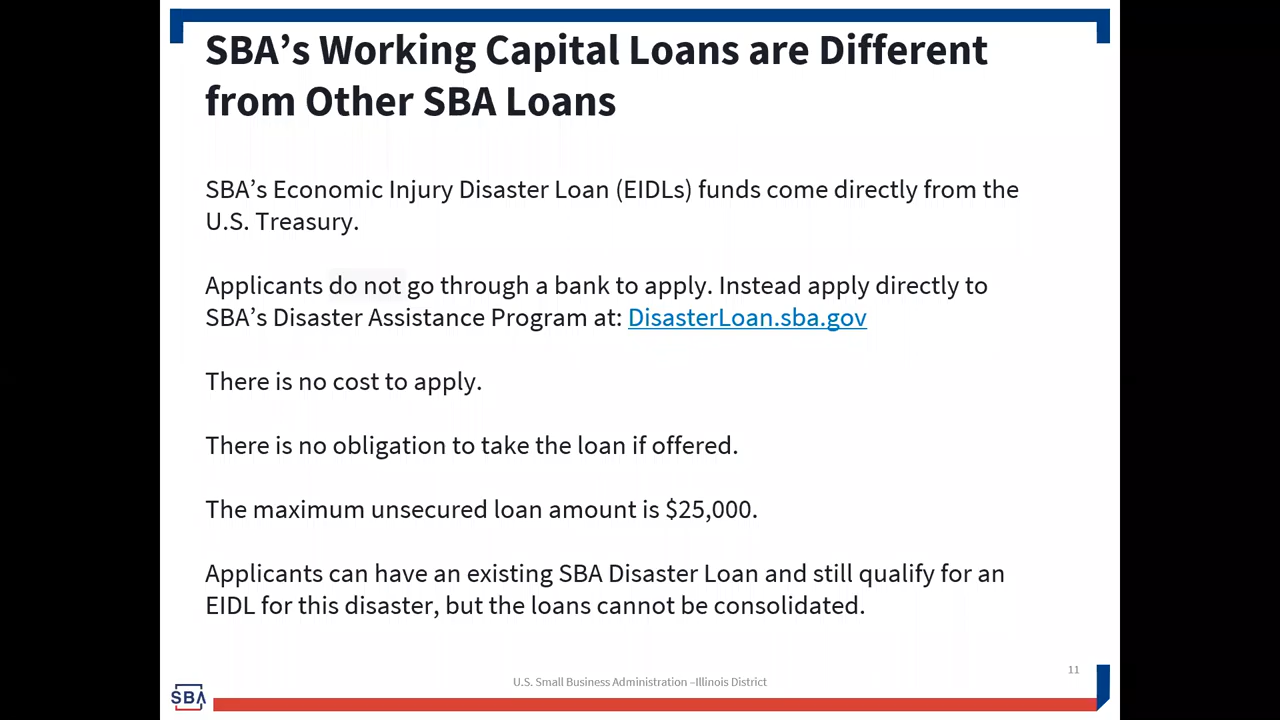 SBA’s Working Capital Loans are Different
from Other SBA Loans
SBA’s Economic Injury Disaster Loan (EIDLs) funds come directly from the
U.S. Treasury.
Applicants do not go through a bank to apply. Instead apply directly to
SBA’s Disaster Assistance Program at: DisasterLoan.sba.gov
There is no cost to apply.
There is no obligation to take the loan if offered.
The maximum unsecured loan amount is $25,000.
Applicants can have an existing SBA Disaster Loan and still qualify for an
EIDL for this disaster, but the loans cannot be consolidated.
11
U.S. Small Business Administration –Illinois District
SBA